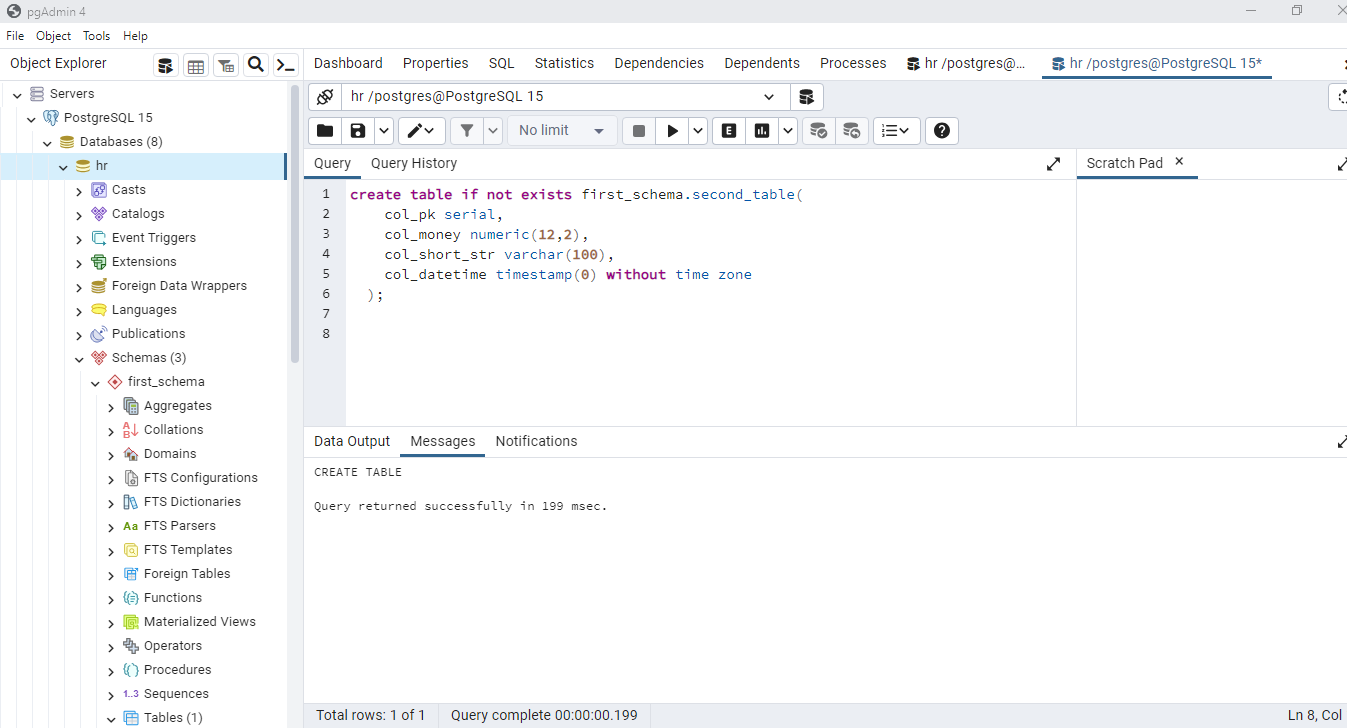 pgAdmin 4
File Object Tools Help
Object Explorer
Dashboard Properties SQL Statistics Dependencies Dependents Processes hr /postgres@... hr /postgres@PostgreSQL 15*
Servers
PostgreSQL 15
Databases (8)
hr
Casts
Catalogs
Event Triggers
Extensions
Foreign Data Wrappers
Languages
Publications
Schemas (3)
first_schema
Aggregates
Collations
Domains
FTS Configurations
FTS Dictionaries
Aa FTS Parsers
FTS Templates
Foreign Tables
Functions
Materialized Views
Operators
Procedures
1..3 Sequences
Tables (1)
hr /postgres@PostgreSQL 15
No limit
E
Query Query History
Scratch Pad
1 create table if not exists first_schema.second_table(
2 col_pk serial,
3 col_money numeric(12,2),
4 col_short_str varchar(100),
5 col_datetime timestamp(0) without time zone
6 );
7
8
Data Output Messages Notifications
CREATE TABLE
Query returned successfully in 199 msec.
Total rows: 1 of 1 Query complete 00:00:00.199 Ln 8, Col